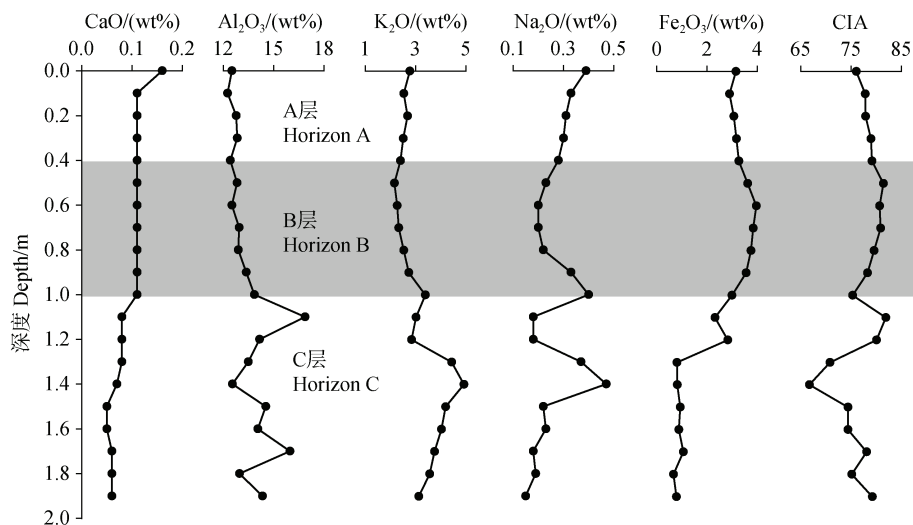 CaO/(wt%) Al₂O₃/(wt%) K₂O/(wt%) Na₂O/(wt%) Fe₂O₃/(wt%) CIA
0.0 0.1 0.2 12 15 18 1 3 5 0.1 0.3 0.5 0 2 4 65 75 85
0.0
0.2
0.4
0.6
0.8
1.0
1.2
1.4
1.6
1.8
2.0
深度 Depth/m
A层
Horizon A
B层
Horizon B
C层
Horizon C